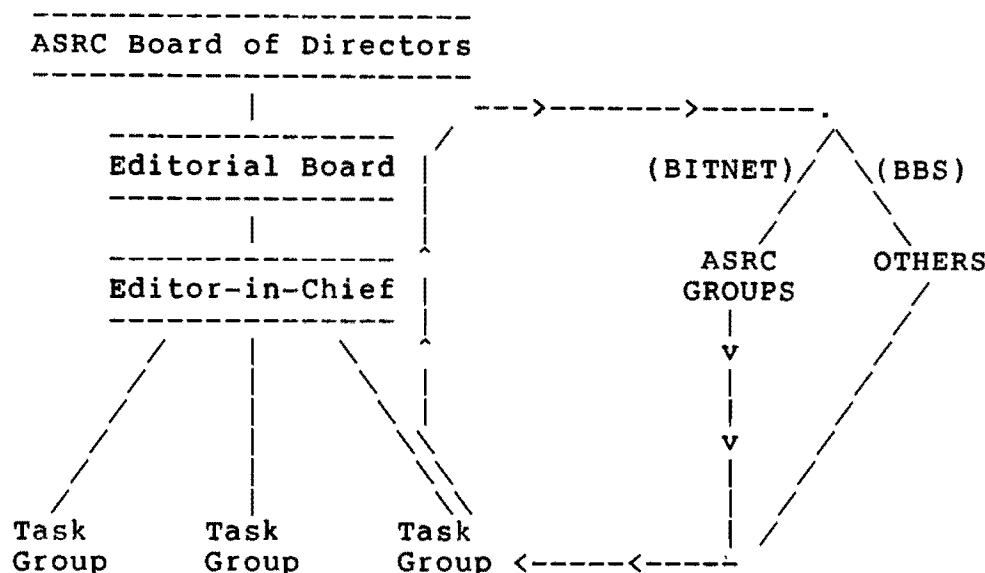 ASRC Board of Directors
Editorial Board
(BITNET) (BBS)
Editor-in-Chief
ASRC OTHERS
GROUPS
Task Task Task
Group Group Group